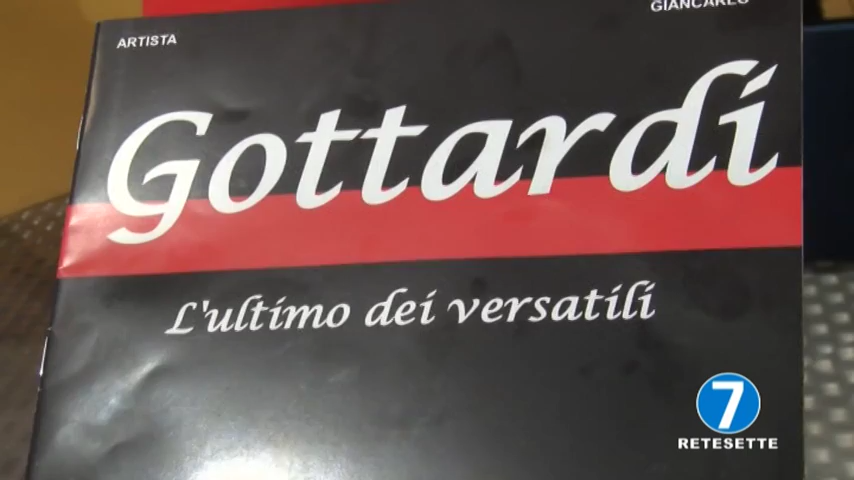 ARTISTA
GIANCARLO
Gottardi
L'ultimo dei versatili
7
RETESETTE